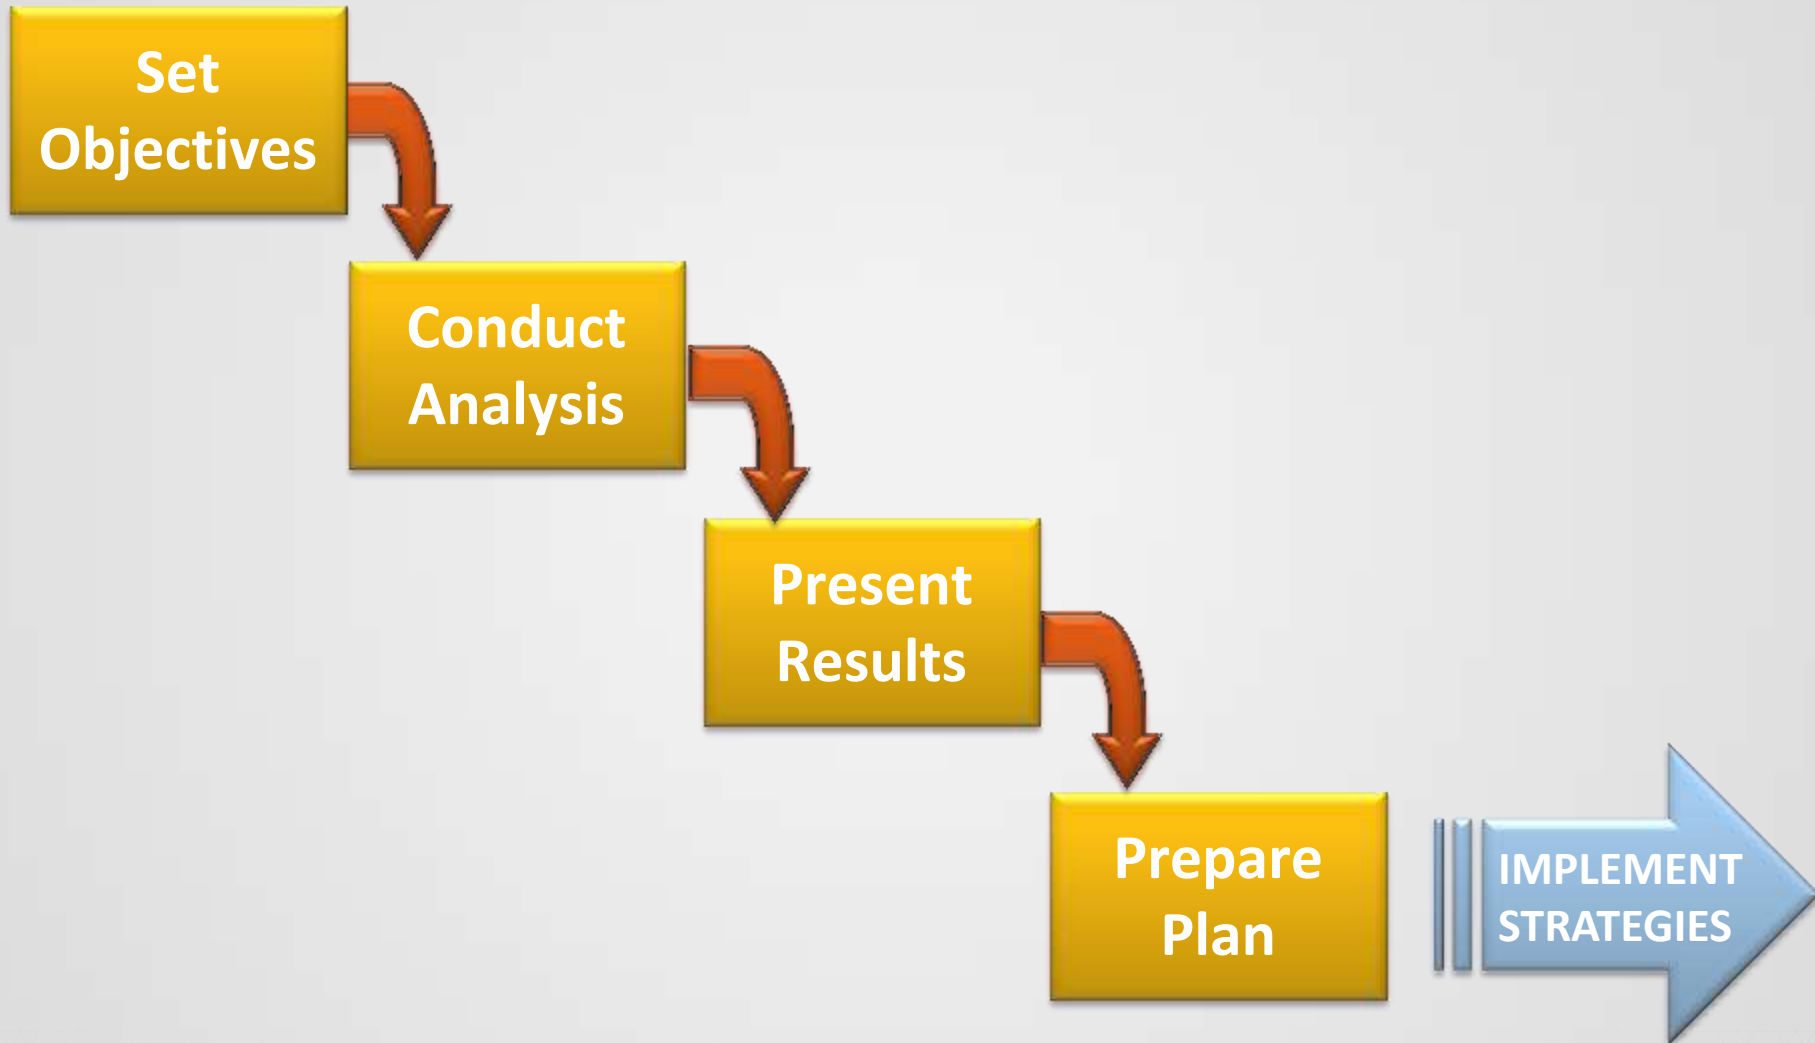 Set
Objectives
Conduct
Analysis
Present
Results
Prepare
Plan
IMPLEMENT
STRATEGIES